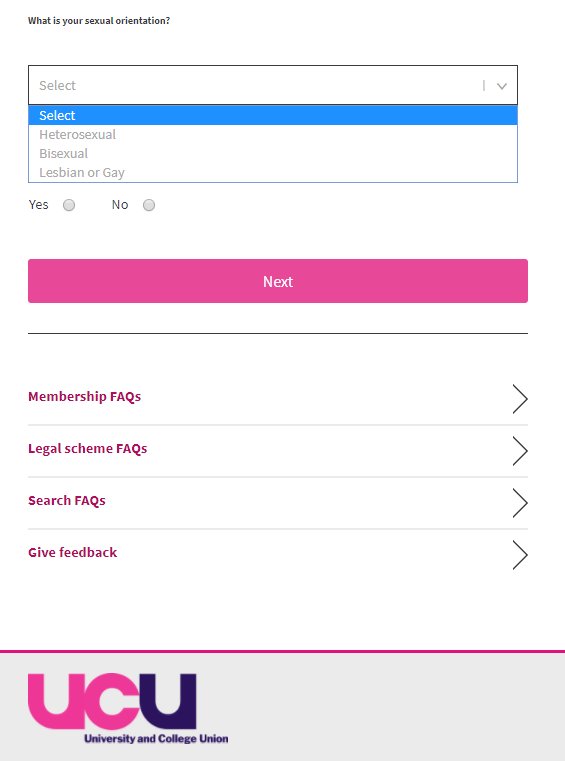 What is your sexual orientation?
Select
Select
Heterosexual
Bisexual
Lesbian or Gay
Yes No
Next
Membership FAQs
Legal scheme FAQs
Search FAQs
Give feedback
ucu
University and College Union